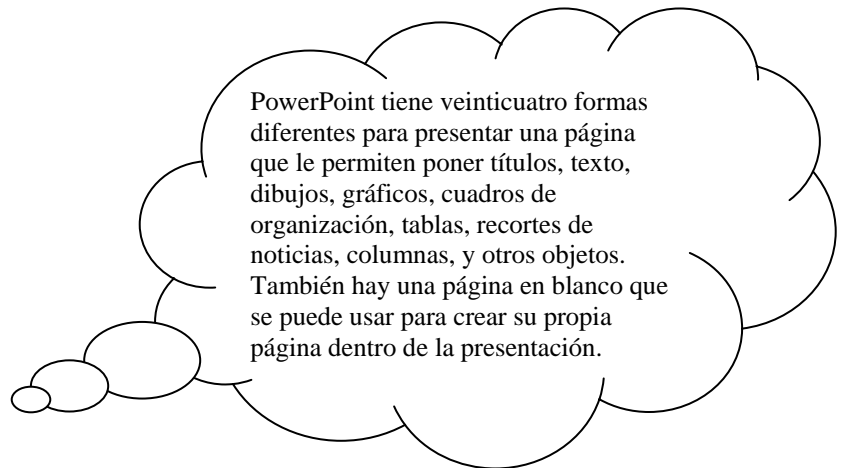 PowerPoint tiene veinticuatro formas
diferentes para presentar una página
que le permiten poner títulos, texto,
dibujos, gráficos, cuadros de
organización, tablas, recortes de
noticias, columnas, y otros objetos.
También hay una página en blanco que
se puede usar para crear su propia
página dentro de la presentación.